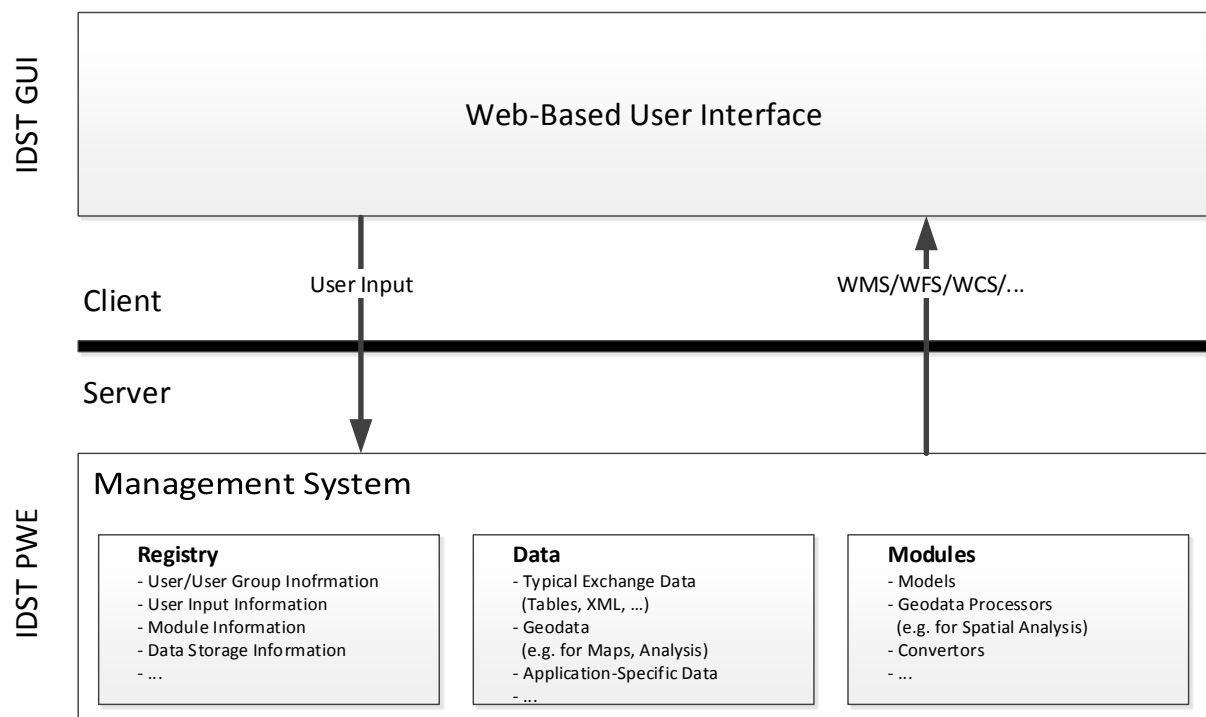 IDST GUI
Web-Based User Interface
User Input
WMS/WFS/WCS/...
Client
Server
IDST PWE
Management System
Registry
- User/User Group Inofrmation
- User Input Information
- Module Information
- Data Storage Information
- ...
Data
- Typical Exchange Data
(Tables, XML, ...)
- Geodata
(e.g. for Maps, Analysis)
- Application-Specific Data
- ...
Modules
- Models
- Geodata Processors
(e.g. for Spatial Analysis)
- Convertors
- ...